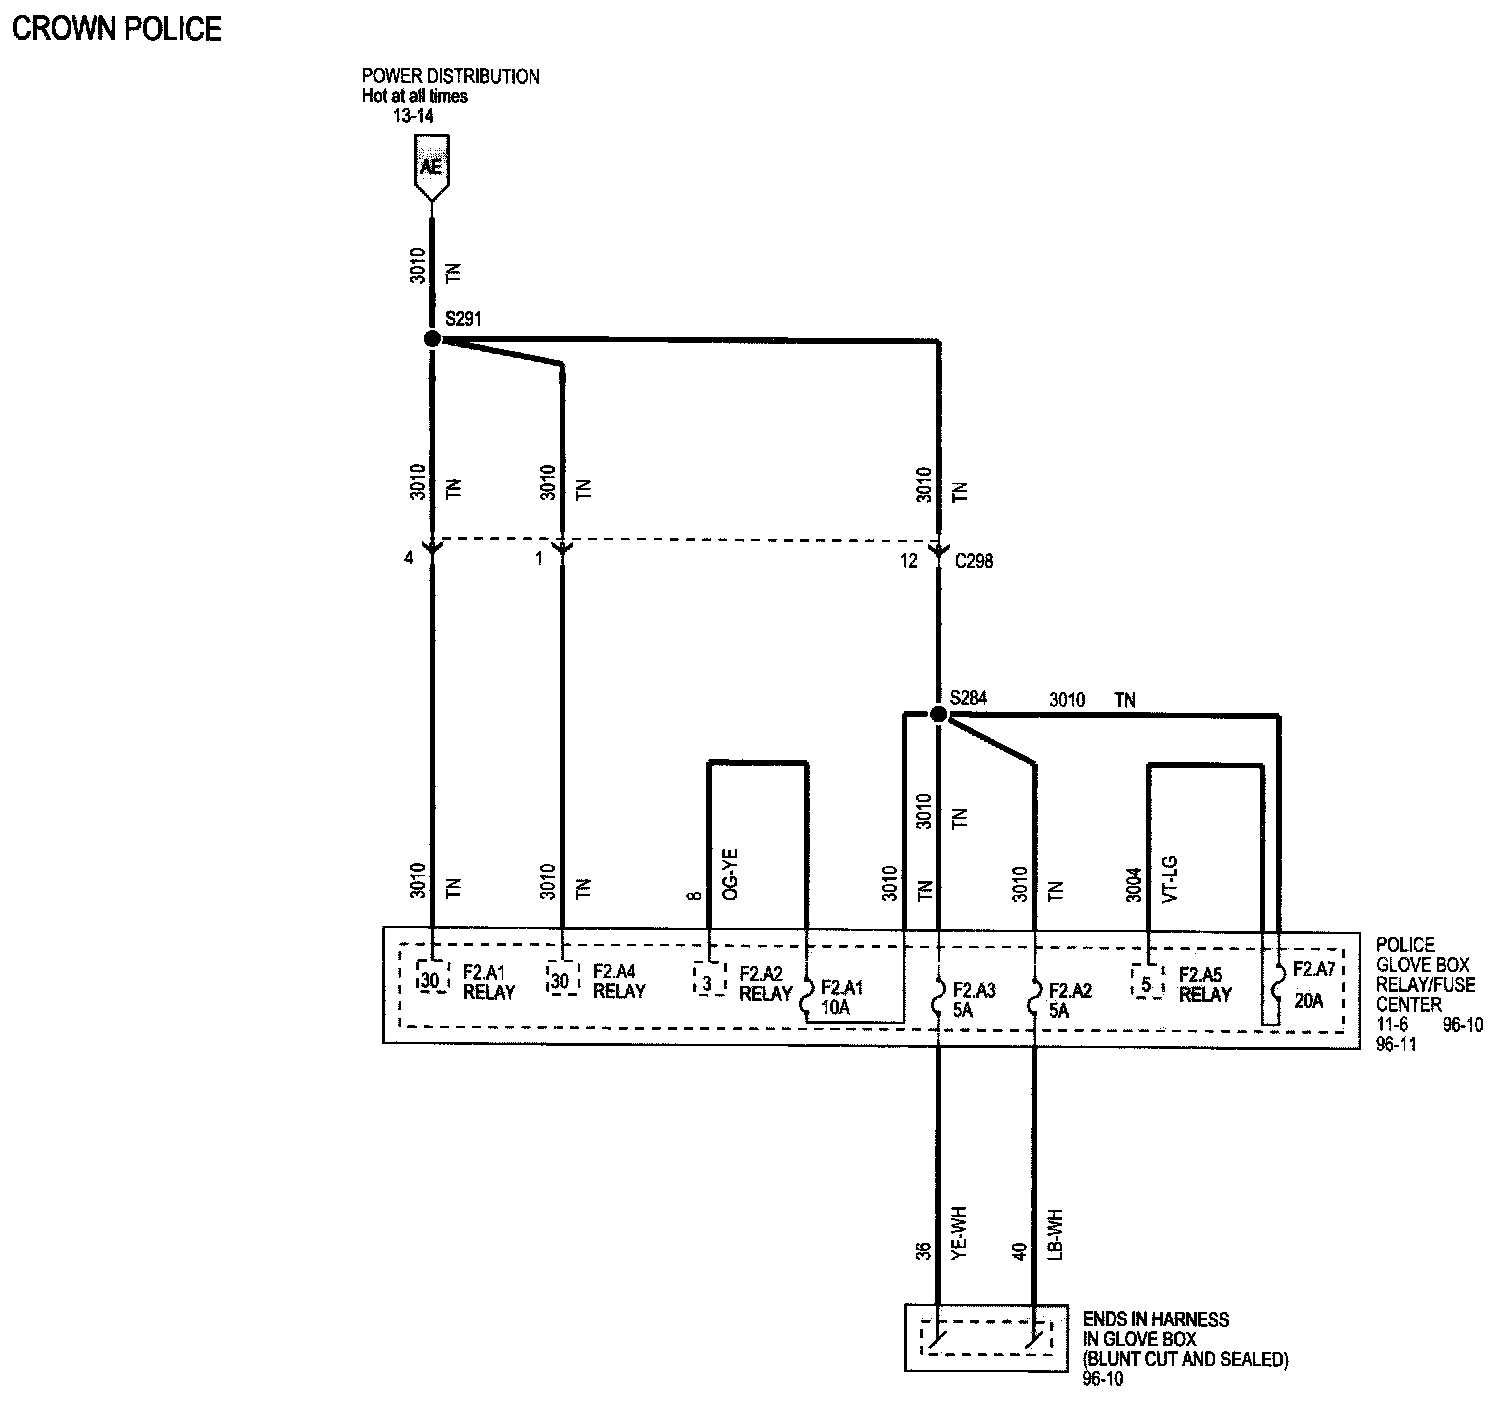 CROWN POLICE
POWER DISTRIBUTION
Hot at all times
13-14
AE
3010
TN
S291
3010
TN
3010
TN
3010
TN
4
1
12
C298
S284
3010
TN
3010
TN
3010
TN
3010
TN
8
OG-YE
3010
TN
3010
TN
3004
VT-LG
30
F2.A1
RELAY
30
F2.A4
RELAY
3
F2.A2
RELAY
F2.A1
10A
F2.A3
5A
F2.A2
5A
5
F2.A5
RELAY
F2.A7
20A
POLICE
GLOVE BOX
RELAY/FUSE
CENTER
11-6 96-10
96-11
36
YE-WH
40
LB-WH
ENDS IN HARNESS
IN GLOVE BOX
(BLUNT CUT AND SEALED)
96-10